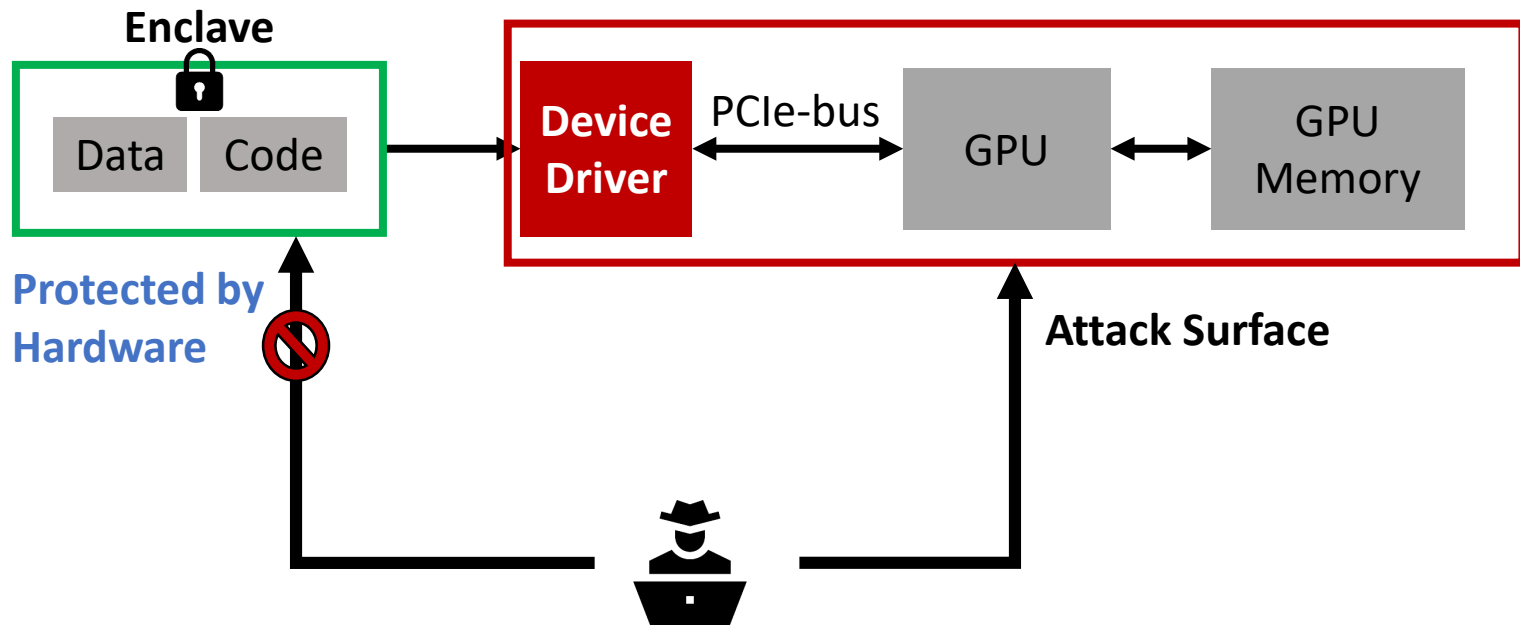 Enclave
Data
Code
Device
Driver
PCIe-bus
GPU
GPU
Memory
Protected by
Hardware
Attack Surface